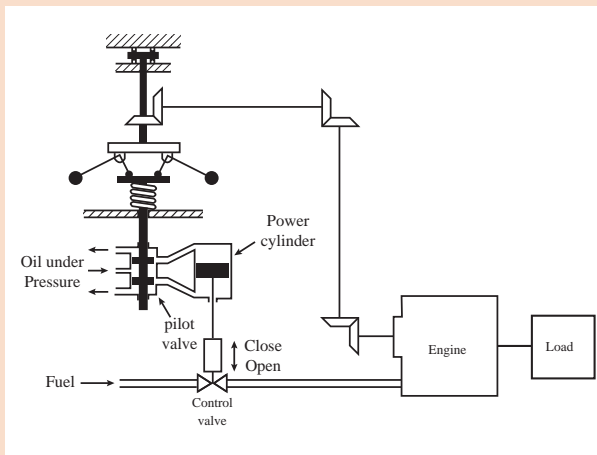 Power
cylinder
Oil under
Pressure
pilot
valve
Close
Open
Engine
Load
Fuel
Control
valve